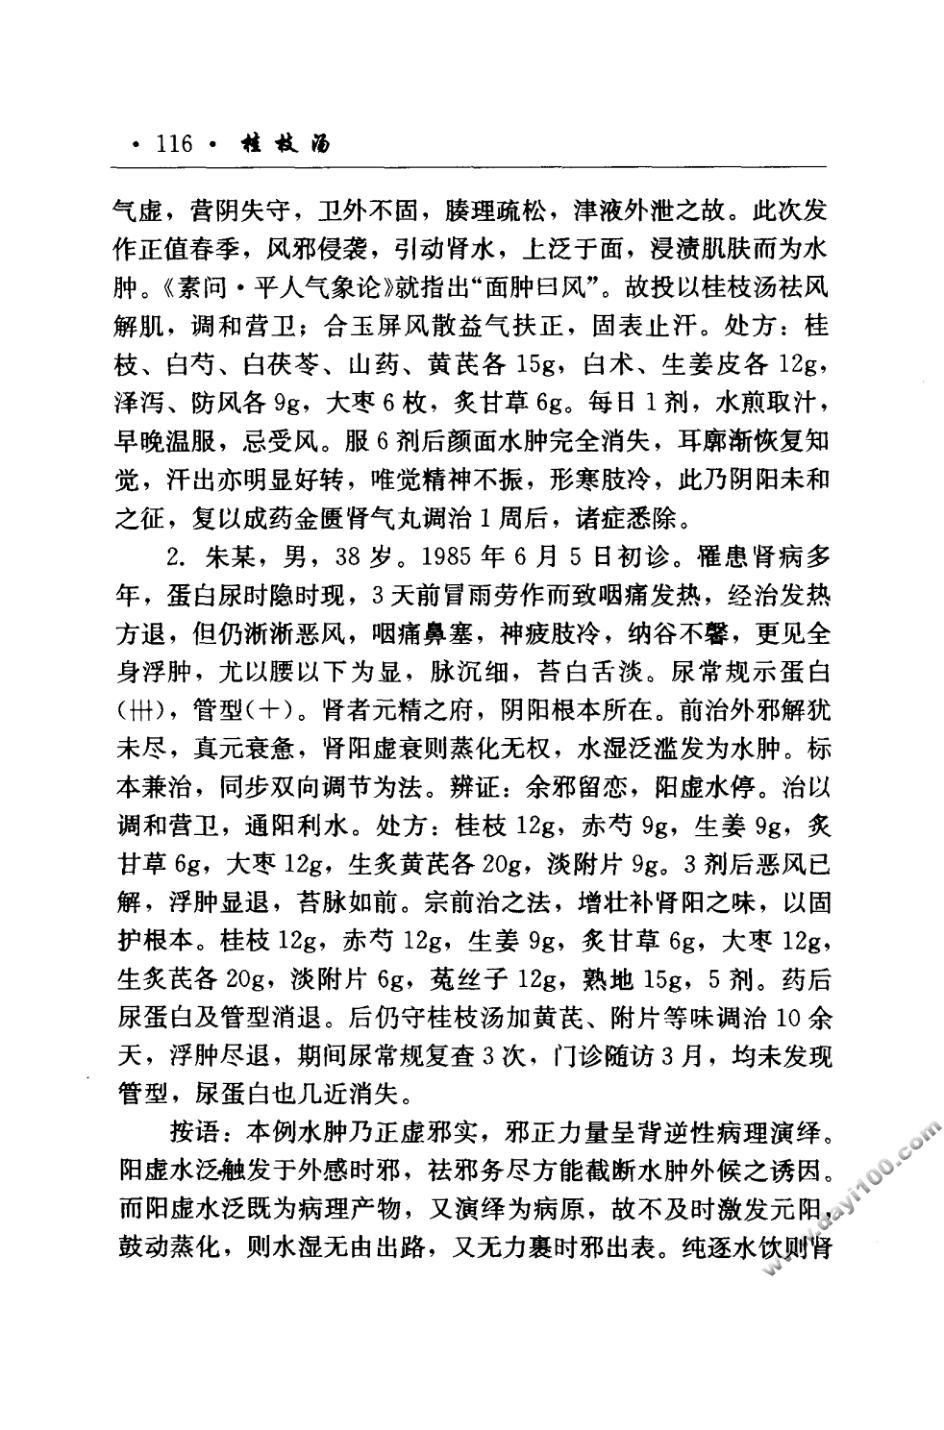 · 116 · 桂枝汤
气虚，营阴失守，卫外不固，腠理疏松，津液外泄之故。此次发
作正值春季，风邪侵袭，引动肾水，上泛于面，浸渍肌肤而为水
肿。《素问·平人气象论》就指出“面肿曰风”。故投以桂枝汤祛风
解肌，调和营卫；合玉屏风散益气扶正，固表止汗。处方：桂
枝、白芍、白茯苓、山药、黄芪各 15g，白术、生姜皮各 12g，
泽泻、防风各 9g，大枣 6 枚，炙甘草 6g。每日 1 剂，水煎取汁，
早晚温服，忌受风。服 6 剂后颜面水肿完全消失，耳廓渐恢复知
觉，汗出亦明显好转，唯觉精神不振，形寒肢冷，此乃阴阳未和
之征，复以成药金匮肾气丸调治 1 周后，诸症悉除。
2. 朱某，男，38 岁。1985 年 6 月 5 日初诊。罹患肾病多
年，蛋白尿时隐时现，3 天前冒雨劳作而致咽痛发热，经治发热
方退，但仍淅淅恶风，咽痛鼻塞，神疲肢冷，纳谷不馨，更见全
身浮肿，尤以腰以下为显，脉沉细，苔白舌淡。尿常规示蛋白
（卅），管型（十）。肾者元精之府，阴阳根本所在。前治外邪解犹
未尽，真元衰惫，肾阳虚衰则蒸化无权，水湿泛滥发为水肿。标
本兼治，同步双向调节为法。辨证：余邪留恋，阳虚水停。治以
调和营卫，通阳利水。处方：桂枝 12g，赤芍 9g，生姜 9g，炙
甘草 6g，大枣 12g，生炙黄芪各 20g，淡附片 9g。3 剂后恶风已
解，浮肿显退，苔脉如前。宗前治之法，增壮补肾阳之味，以固
护根本。桂枝 12g，赤芍 12g，生姜 9g，炙甘草 6g，大枣 12g，
生炙芪各 20g，淡附片 6g，菟丝子 12g，熟地 15g，5 剂。药后
尿蛋白及管型消退。后仍守桂枝汤加黄芪、附片等味调治 10 余
天，浮肿尽退，期间尿常规复查 3 次，门诊随访 3 月，均未发现
管型，尿蛋白也几近消失。
按语：本例水肿乃正虚邪实，邪正力量呈背逆性病理演绎。
阳虚水泛触发于外感时邪，祛邪务尽方能截断水肿外候之诱因。
而阳虚水泛既为病理产物，又演绎为病原，故不及时激发元阳，
鼓动蒸化，则水湿无由出路，又无力裹时邪出表。纯逐水饮则肾
www.dayi100.com